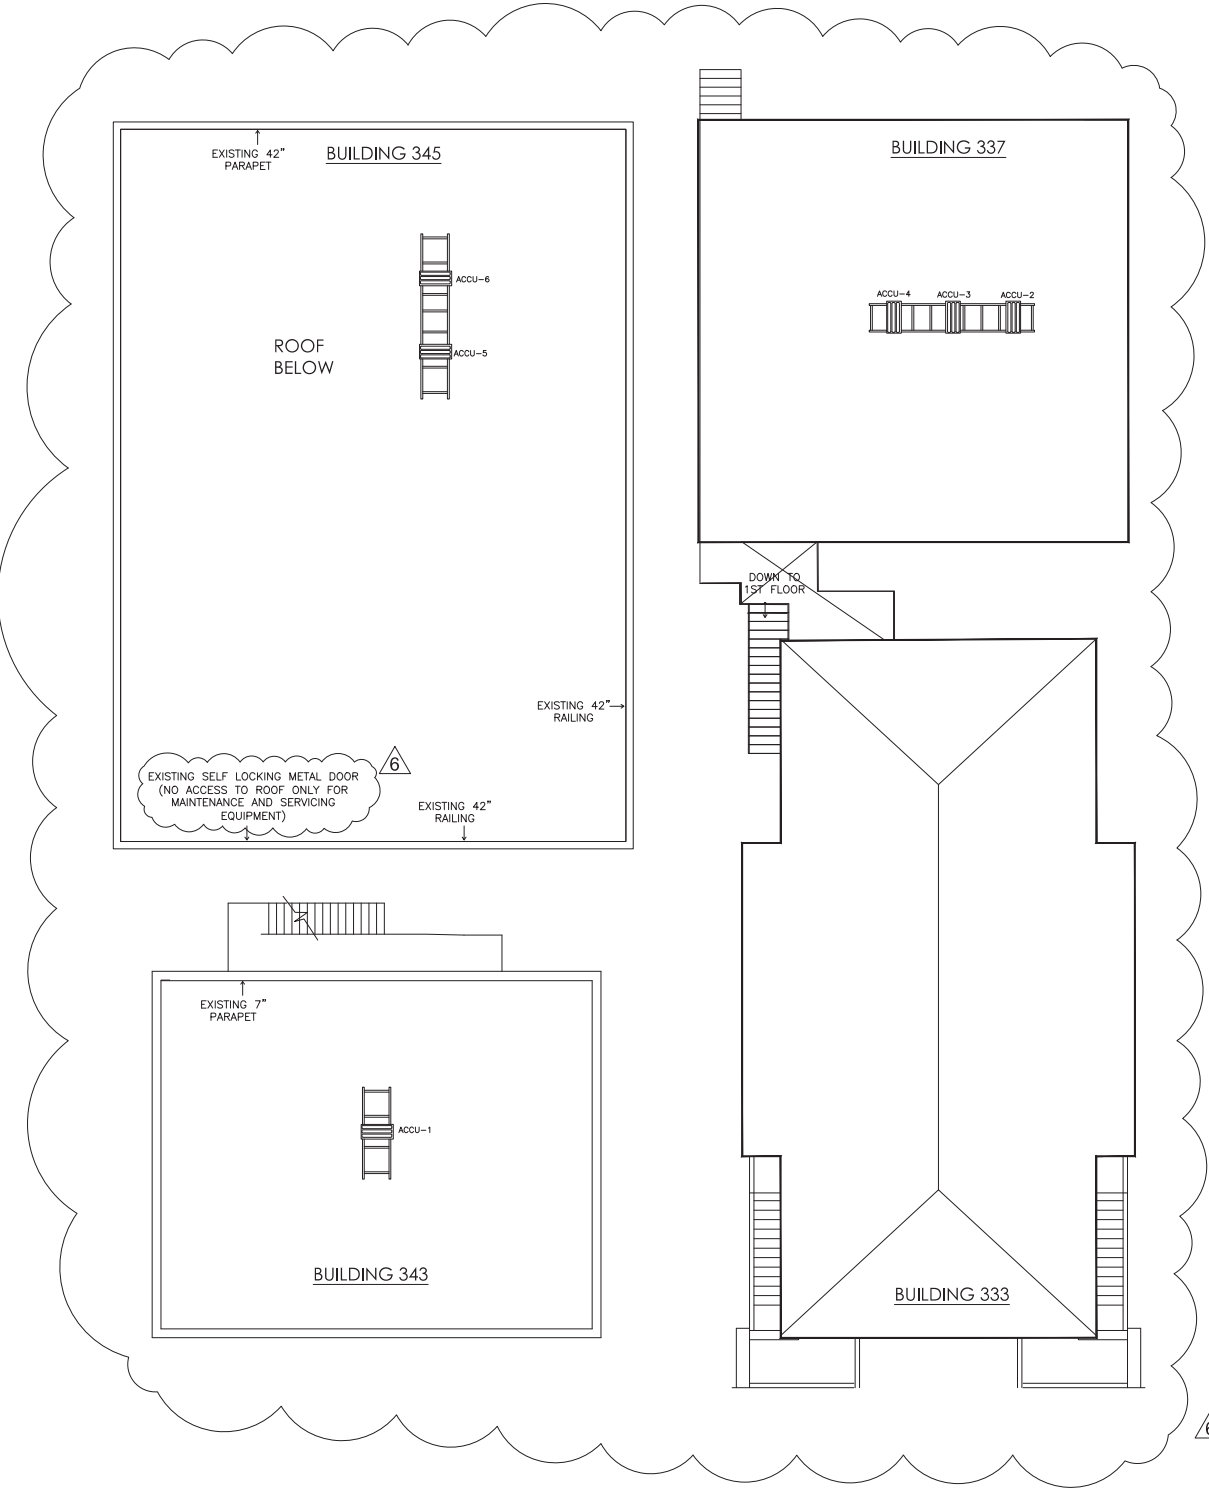 EXISTING 42"
PARAPET
BUILDING 345
BUILDING 337
ACCU-6
ACCU-5
ROOF
BELOW
ACCU-4
ACCU-3
ACCU-2
DOWN TO
1ST FLOOR
EXISTING 42"
RAILING
6
EXISTING SELF LOCKING METAL DOOR
(NO ACCESS TO ROOF ONLY FOR
MAINTENANCE AND SERVICING
EQUIPMENT)
EXISTING 42"
RAILING
EXISTING 7"
PARAPET
ACCU-1
BUILDING 343
BUILDING 333